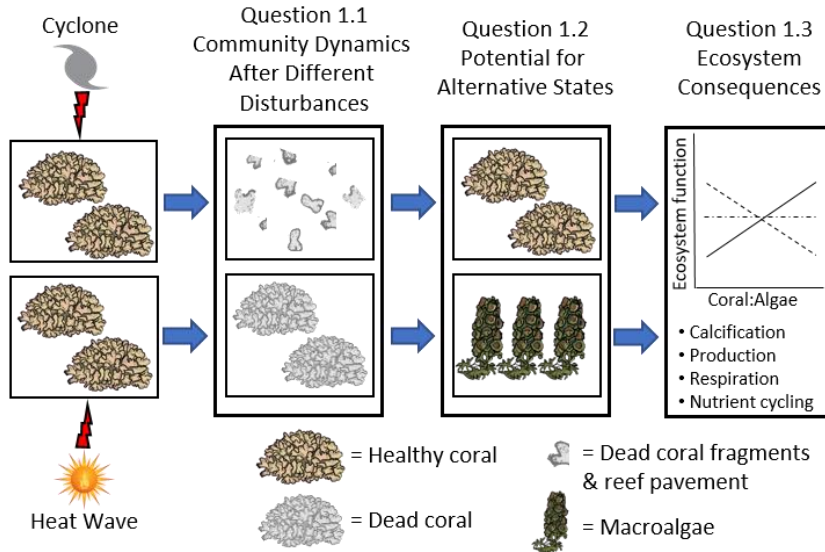 Cyclone
Heat Wave
Question 1.1
Community Dynamics
After Different
Disturbances
Question 1.2
Potential for
Alternative States
Question 1.3
Ecosystem
Consequences
Ecosystem function
Coral:Algae
• Calcification
• Production
• Respiration
• Nutrient cycling
= Healthy coral
= Dead coral
= Dead coral fragments
& reef pavement
= Macroalgae